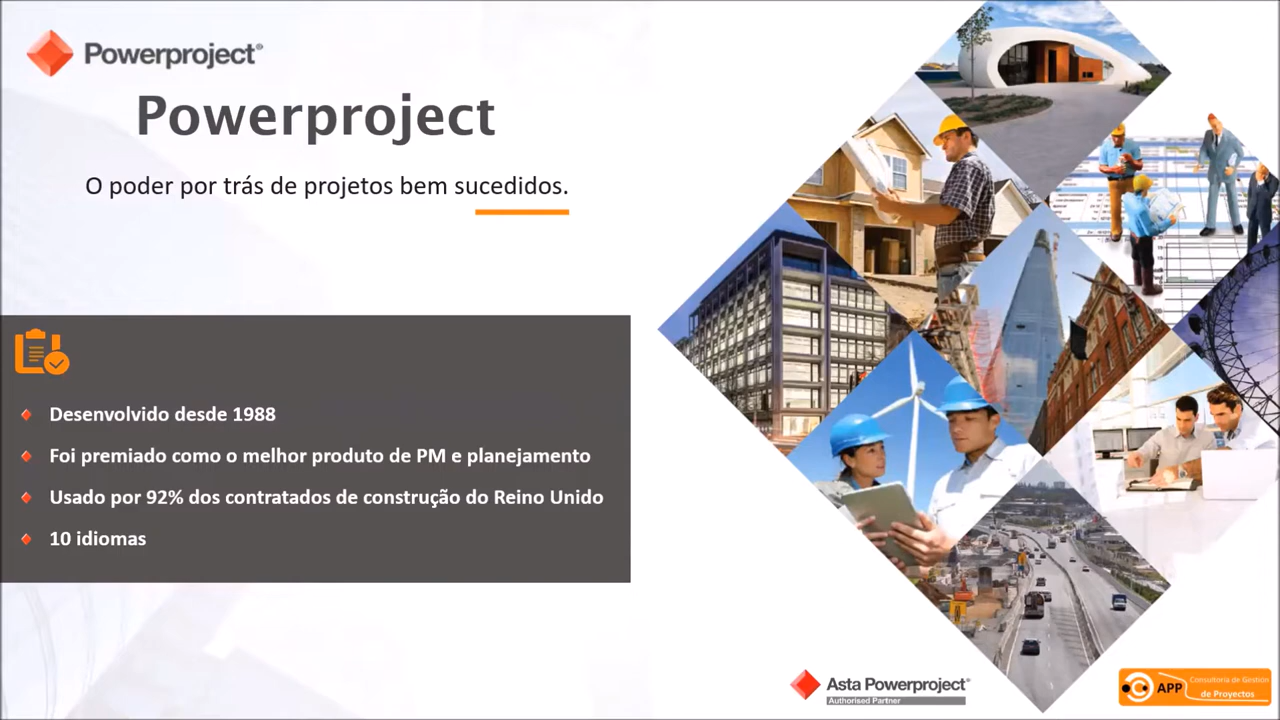 Powerproject®
Powerproject
O poder por trás de projetos bem sucedidos.
Desenvolvido desde 1988
Foi premiado como o melhor produto de PM e planejamento
Usado por 92% dos contratados de construção do Reino Unido
10 idiomas
Asta Powerproject®
Authorised Partner
APP
Consultoría de Gestión
de Proyectos